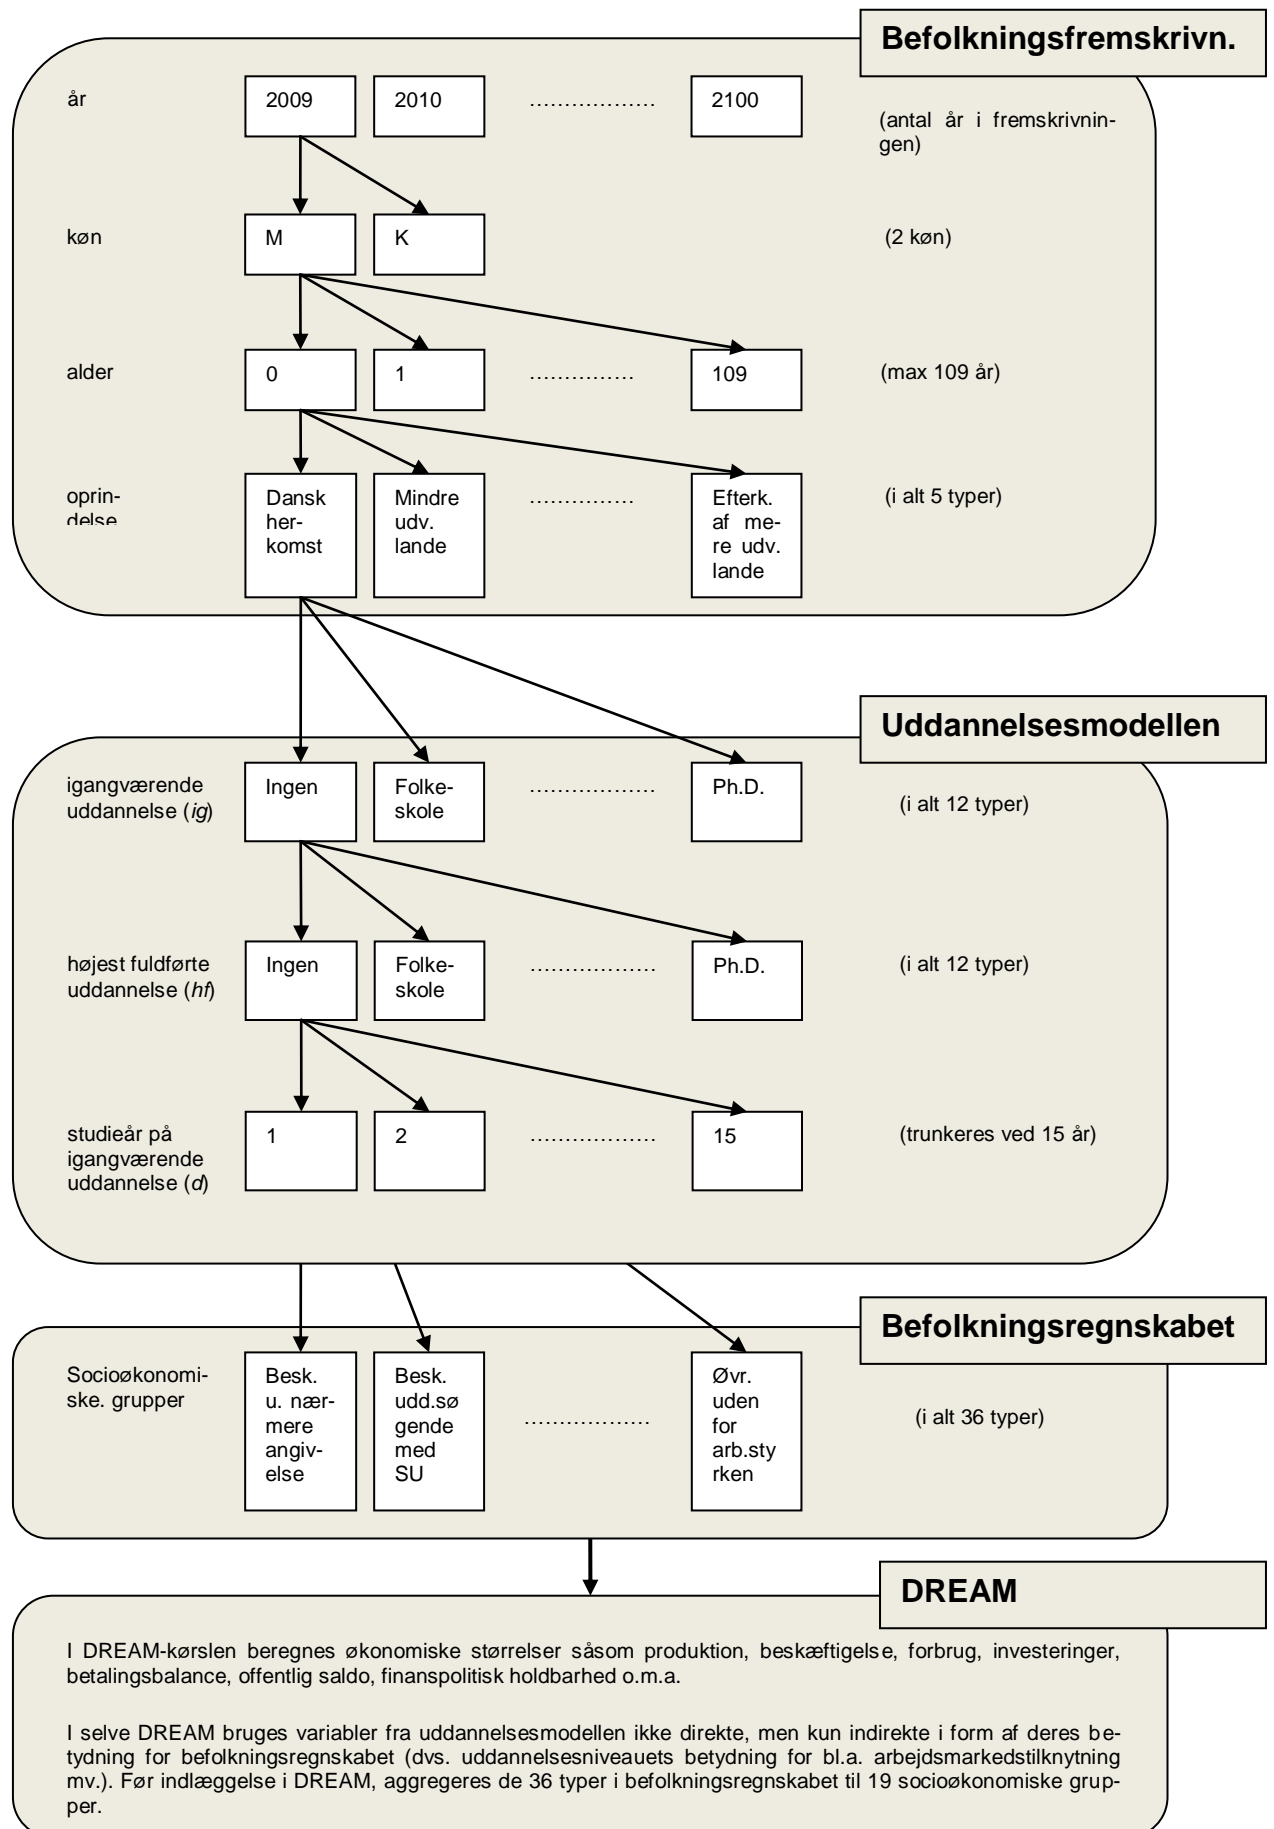 Befolkningsfremskrivn.
år
2009
2010
………………
2100
(antal år i fremskrivnin-
gen)
køn
M
K
(2 køn)
alder
0
1
……………
109
(max 109 år)
oprin-
delse
Dansk
her-
komst
Mindre
udv.
lande
……………
Efterk.
af me-
re udv.
lande
(i alt 5 typer)
Uddannelsesmodellen
igangværende
uddannelse (ig)
Ingen
Folke-
skole
………………
Ph.D.
(i alt 12 typer)
højest fuldførte
uddannelse (hf)
Ingen
Folke-
skole
………………
Ph.D.
(i alt 12 typer)
studieår på
igangværende
uddannelse (d)
1
2
………………
15
(trunkeres ved 15 år)
Befolkningsregnskabet
Socioøkonomi-
ske. grupper
Besk.
u. nær-
mere
angiv-
else
Besk.
udd.sø
gende
med
SU
………………
Øvr.
uden
for
arb.sty
rken
(i alt 36 typer)
DREAM
I DREAM-kørslen beregnes økonomiske størrelser såsom produktion, beskæftigelse, forbrug, investeringer,
betalingsbalance, offentlig saldo, finanspolitisk holdbarhed o.m.a.
I selve DREAM bruges variabler fra uddannelsesmodellen ikke direkte, men kun indirekte i form af deres be-
tydning for befolkningsregnskabet (dvs. uddannelsesniveauets betydning for bl.a. arbejdsmarkedstilknytning
mv.). Før indlæggelse i DREAM, aggregeres de 36 typer i befolkningsregnskabet til 19 socioøkonomiske grup-
per.